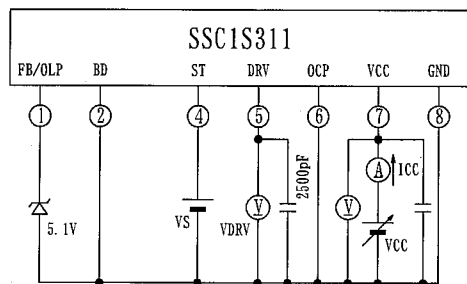 SSC1S311
FB/OLP BD ST DRV OCP VCC GND
1 2 4 5 6 7 8
A ICC
2500pF
V V
5.1V VS VDRV VCC